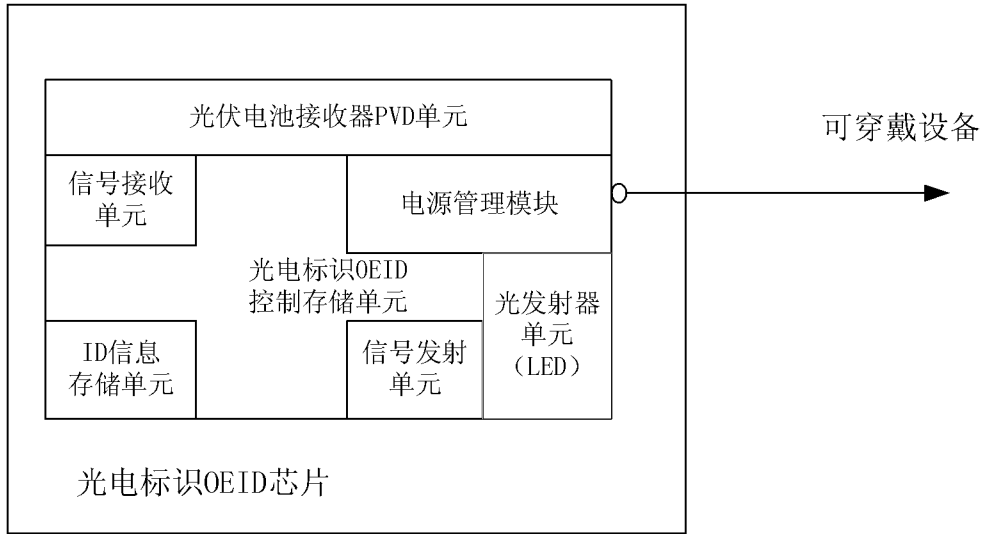 光伏电池接收器PVD单元
可穿戴设备
信号接收
单元
电源管理模块
光电标识OEID
控制存储单元
光发射器
单元
（LED）
ID信息
存储单元
信号发射
单元
光电标识OEID芯片